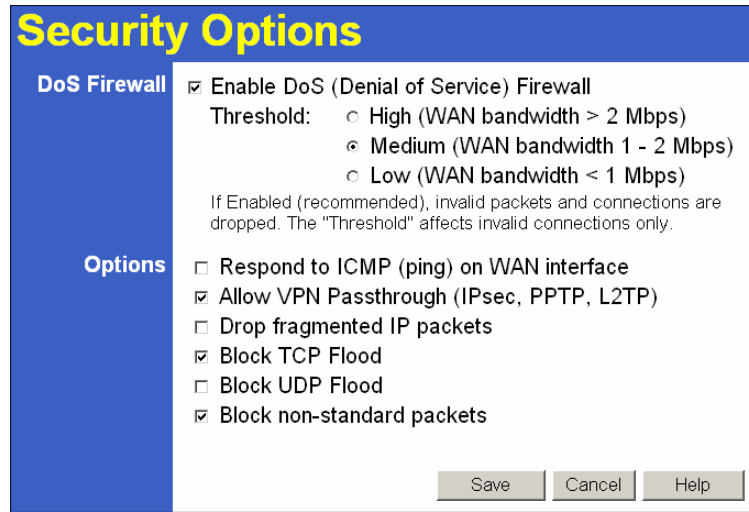 Security Options
DoS Firewall
Enable DoS (Denial of Service) Firewall
Threshold:
High (WAN bandwidth > 2 Mbps)
Medium (WAN bandwidth 1 - 2 Mbps)
Low (WAN bandwidth < 1 Mbps)
If Enabled (recommended), invalid packets and connections are
dropped. The "Threshold" affects invalid connections only.
Options
Respond to ICMP (ping) on WAN interface
Allow VPN Passthrough (IPsec, PPTP, L2TP)
Drop fragmented IP packets
Block TCP Flood
Block UDP Flood
Block non-standard packets
Save
Cancel
Help